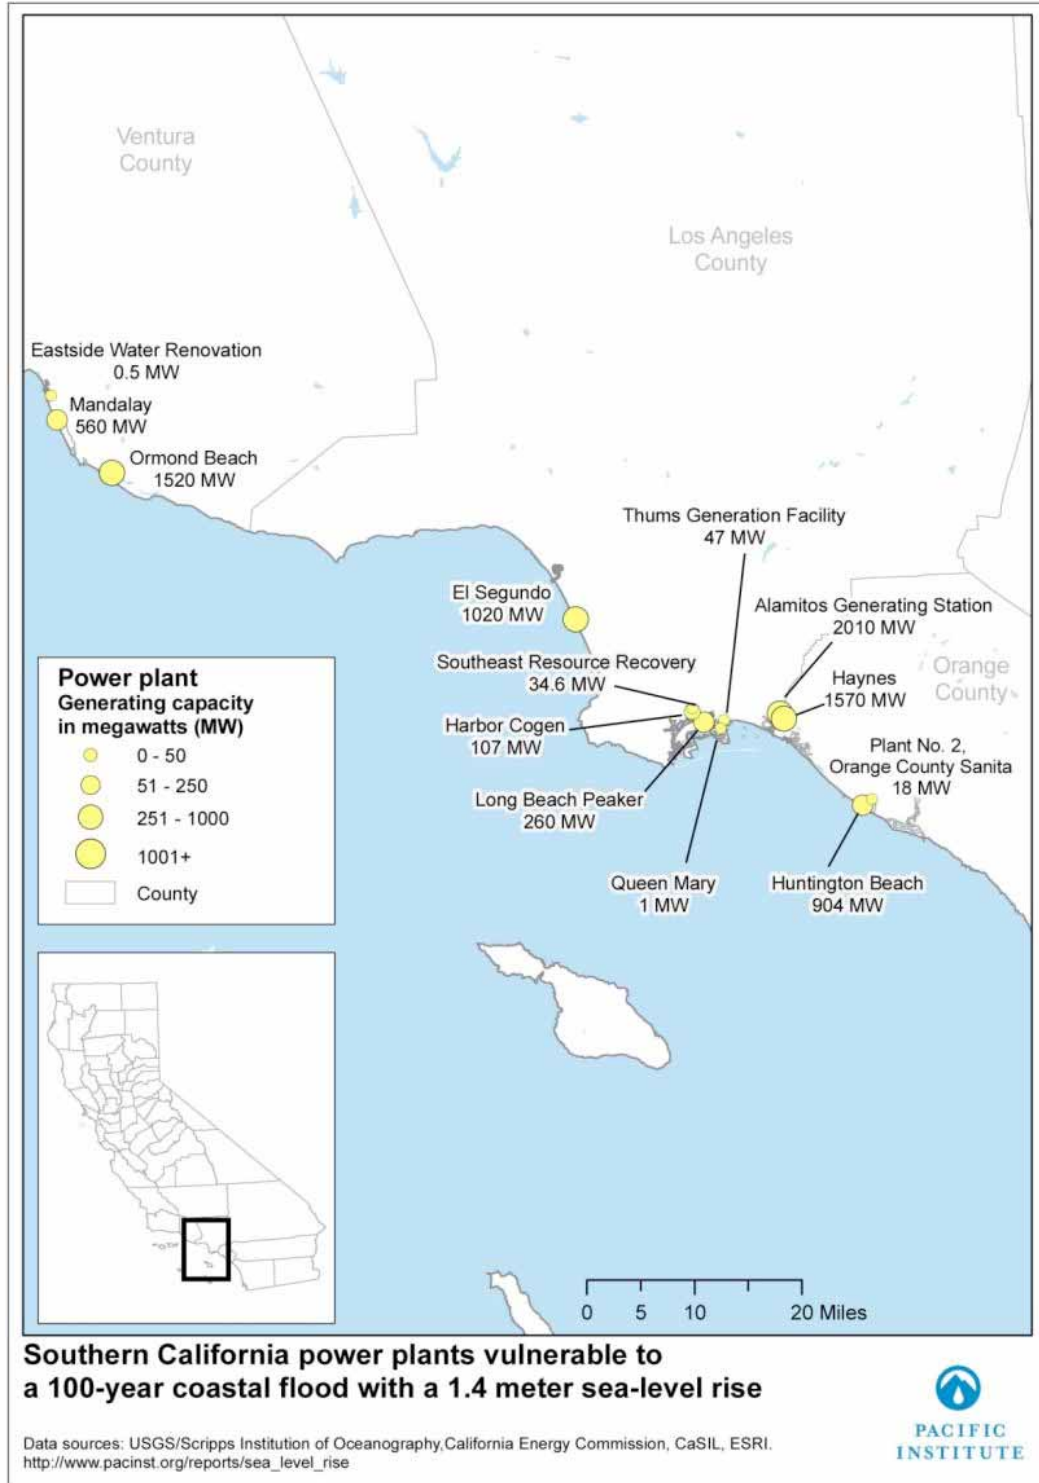 Ventura
County
Los Angeles
County
Eastside Water Renovation
0.5 MW
Mandalay
560 MW
Ormond Beach
1520 MW
Thums Generation Facility
47 MW
El Segundo
1020 MW
Alamitos Generating Station
2010 MW
Southeast Resource Recovery
34.6 MW
Haynes
1570 MW
Orange
County
Harbor Cogen
107 MW
Plant No. 2,
Orange County Sanita
18 MW
Long Beach Peaker
260 MW
Queen Mary
1 MW
Huntington Beach
904 MW
Power plant
Generating capacity
in megawatts (MW)
0 - 50
51 - 250
251 - 1000
1001+
County
0 5 10 20 Miles
Southern California power plants vulnerable to
a 100-year coastal flood with a 1.4 meter sea-level rise
Data sources: USGS/Scripps Institution of Oceanography,California Energy Commission, CaSIL, ESRI.
http://www.pacinst.org/reports/sea_level_rise
PACIFIC
INSTITUTE